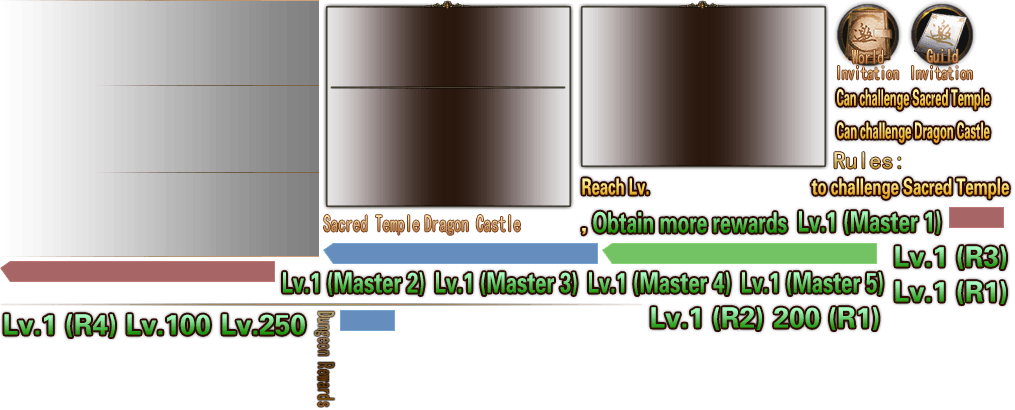 World
Invitation
Guild
Invitation
Can challenge Sacred Temple
Can challenge Dragon Castle
Rules:
Reach Lv.
to challenge Sacred Temple
Sacred Temple
Dragon Castle
, Obtain more rewards
Lv.1 (Master 1)
Lv.1 (R3)
Lv.1 (Master 2)
Lv.1 (Master 3)
Lv.1 (Master 4)
Lv.1 (Master 5)
Lv.1 (R1)
Lv.1 (R4)
Lv.100
Lv.250
Dungeon Rewards
Lv.1 (R2)
200 (R1)